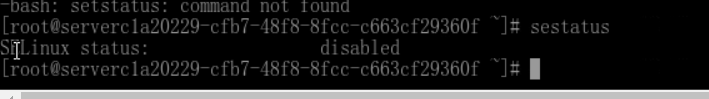 -bash: setstatus: command not found
[root@serverc1a20229-cfb7-48f8-8fcc-c663cf29360f ~]# sestatus
SELinux status:                 disabled
[root@serverc1a20229-cfb7-48f8-8fcc-c663cf29360f ~]#